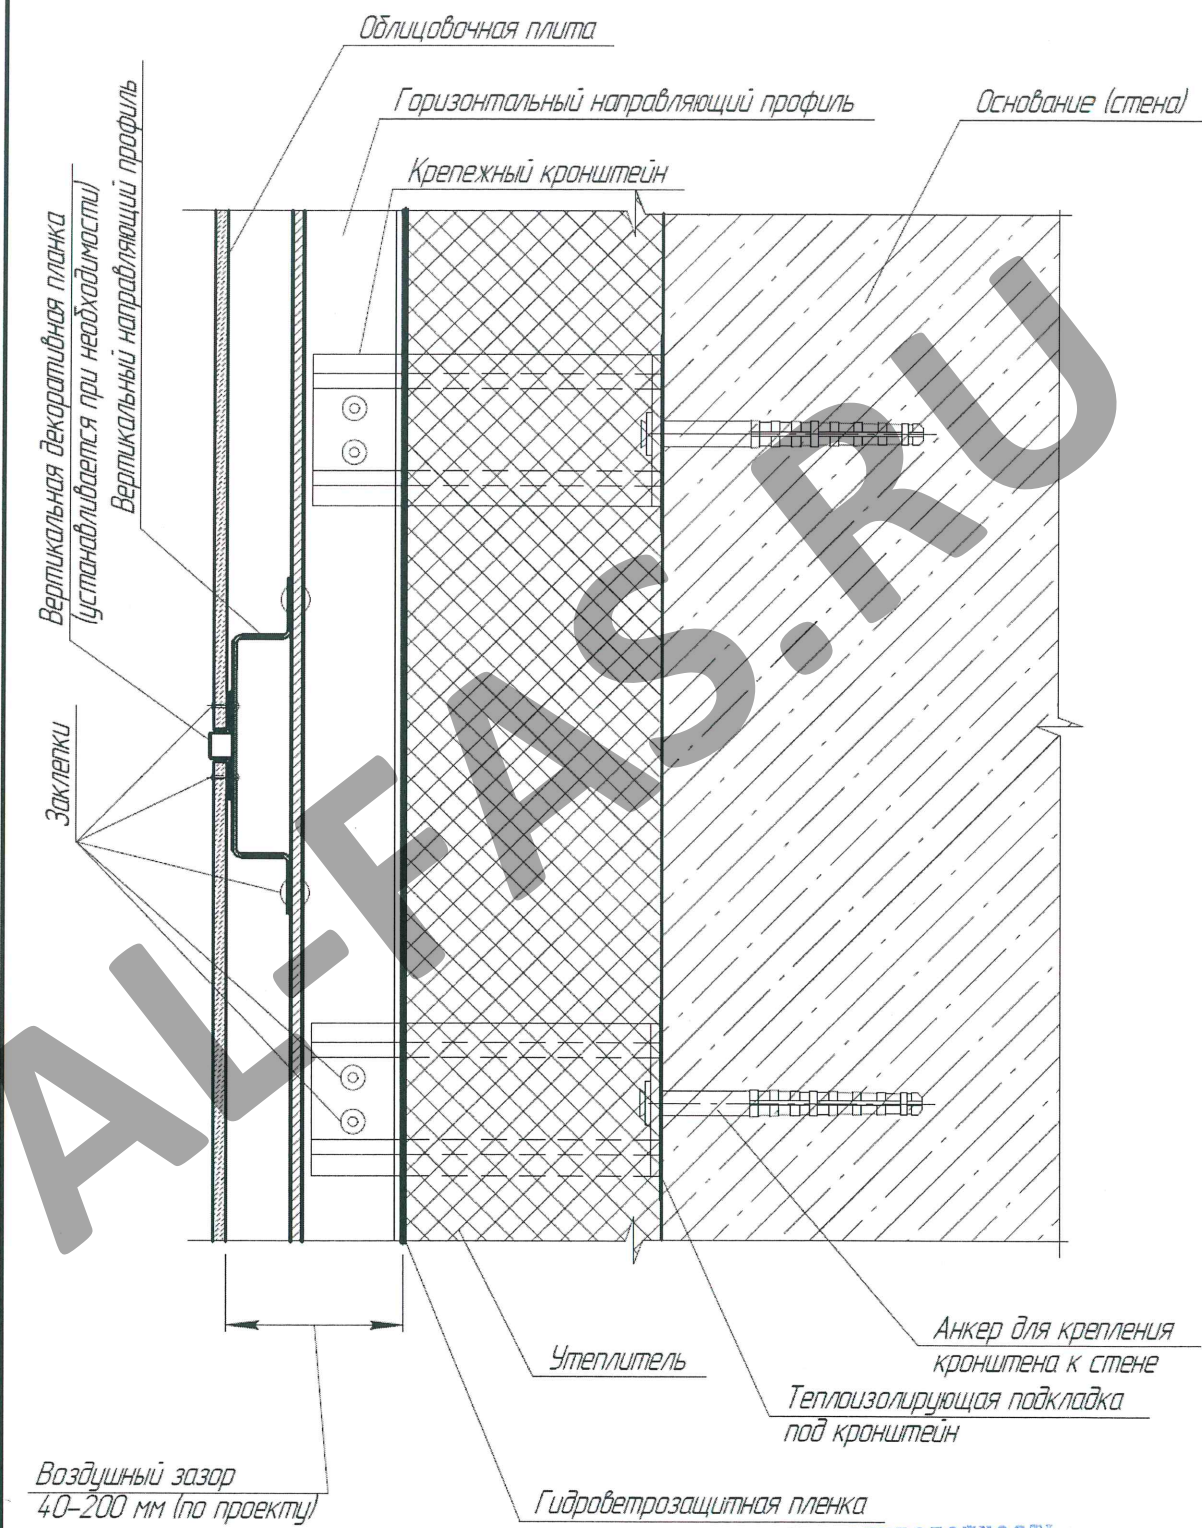 Облицовочная плита
Горизонтальный направляющий профиль
Основание (стена)
Крепежный кронштейн
Вертикальная декоративная планка
(устанавливается при необходимости)
Вертикальный направляющий профиль
Заклепки
AL-FAS.RU
Анкер для крепления
кронштена к стене
Утеплитель
Теплоизолирующая подкладка
под кронштейн
Воздушный зазор
40-200 мм (по проекту)
Гидроветрозащитная пленка